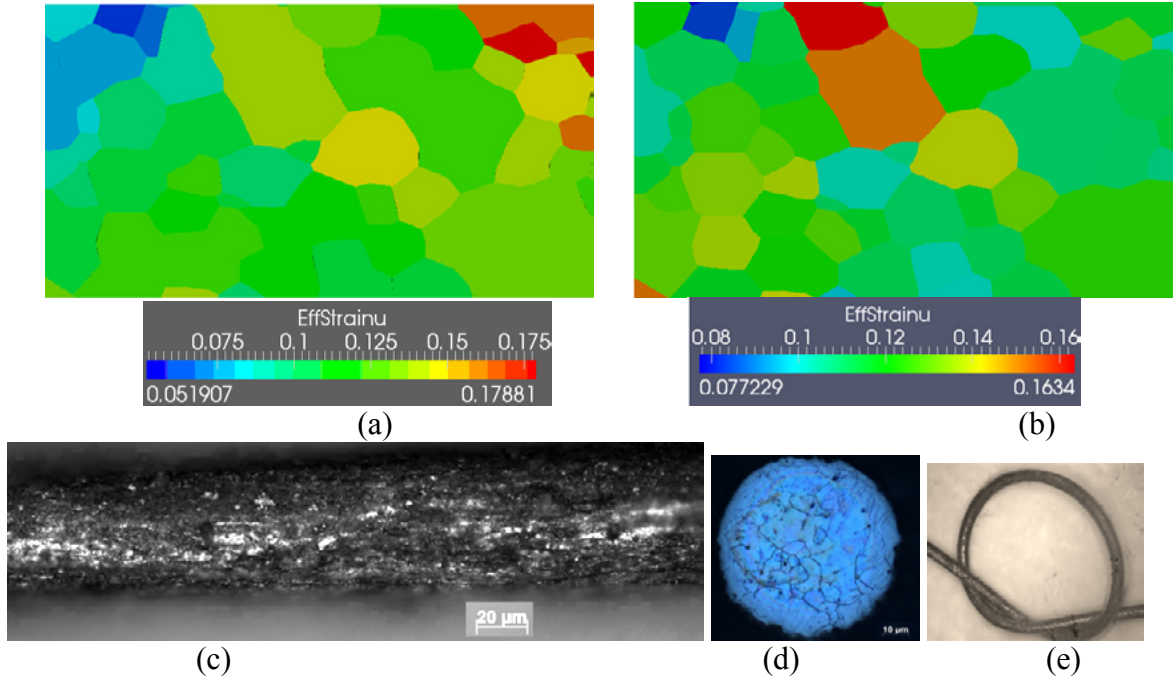 EffStrainu
0.075 0.1 0.125 0.15 0.175
0.051907 0.17881
(a)
EffStrainu
0.08 0.1 0.12 0.14 0.16
0.077229 0.1634
(b)
20 μm
10 μm
(c)
(d)
(e)